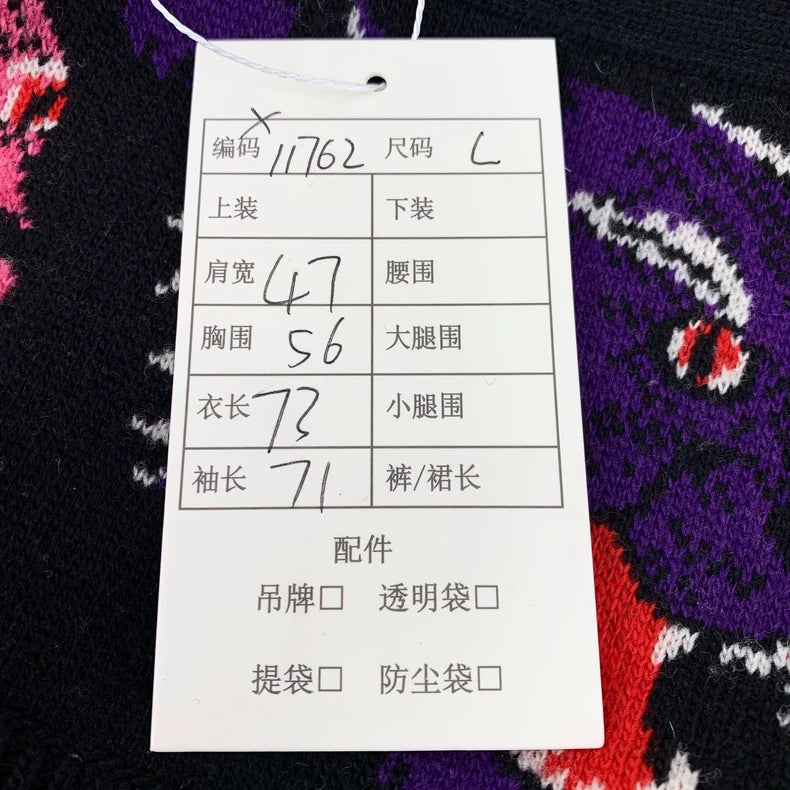 编码 X11762 尺码 L
上装 下装
肩宽 47 腰围
胸围 56 大腿围
衣长 73 小腿围
袖长 71 裤/裙长
配件
吊牌□ 透明袋□
提袋□ 防尘袋□